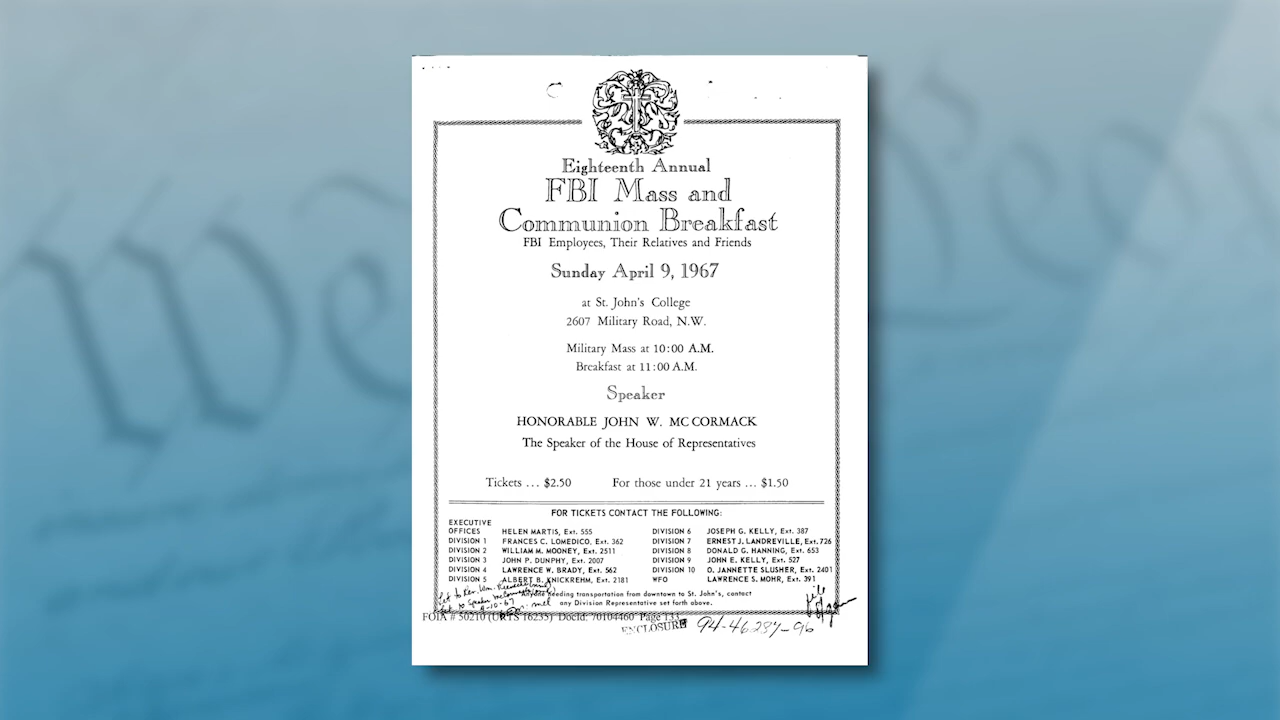 Eighteenth Annual
FBI Mass and
Communion Breakfast
FBI Employees, Their Relatives and Friends
Sunday April 9, 1967
at St. John's College
2607 Military Road, N.W.
Military Mass at 10:00 A.M.
Breakfast at 11:00 A.M.
Speaker
HONORABLE JOHN W. MC CORMACK
The Speaker of the House of Representatives
Tickets ... $2.50 For those under 21 years ... $1.50
FOR TICKETS CONTACT THE FOLLOWING:
EXECUTIVE
OFFICES HELEN MARTIS, Ext. 555 DIVISION 6 JOSEPH G. KELLY, Ext. 387
DIVISION 1 FRANCES C. LOMEDICO, Ext. 362 DIVISION 7 ERNEST J. LANDREVILLE, Ext. 726
DIVISION 2 WILLIAM M. MOONEY, Ext. 2511 DIVISION 8 DONALD G. HANNING, Ext. 653
DIVISION 3 JOHN P. DUNPHY, Ext. 2007 DIVISION 9 JOHN E. KELLY, Ext. 527
DIVISION 4 LAWRENCE W. BRADY, Ext. 562 DIVISION 10 O. JANNETTE SLUSHER, Ext. 2401
DIVISION 5 ALBERT B. KNICKREHM, Ext. 2181 WFO LAWRENCE S. MOHR, Ext. 391
Anyone needing transportation from downtown to St. John's, contact
any Division Representative set forth above.
FOIA # 50210 (URTS 16235) DocId: 70104460 Page 133
ENCLOSURE 94-46287-96
We Peo